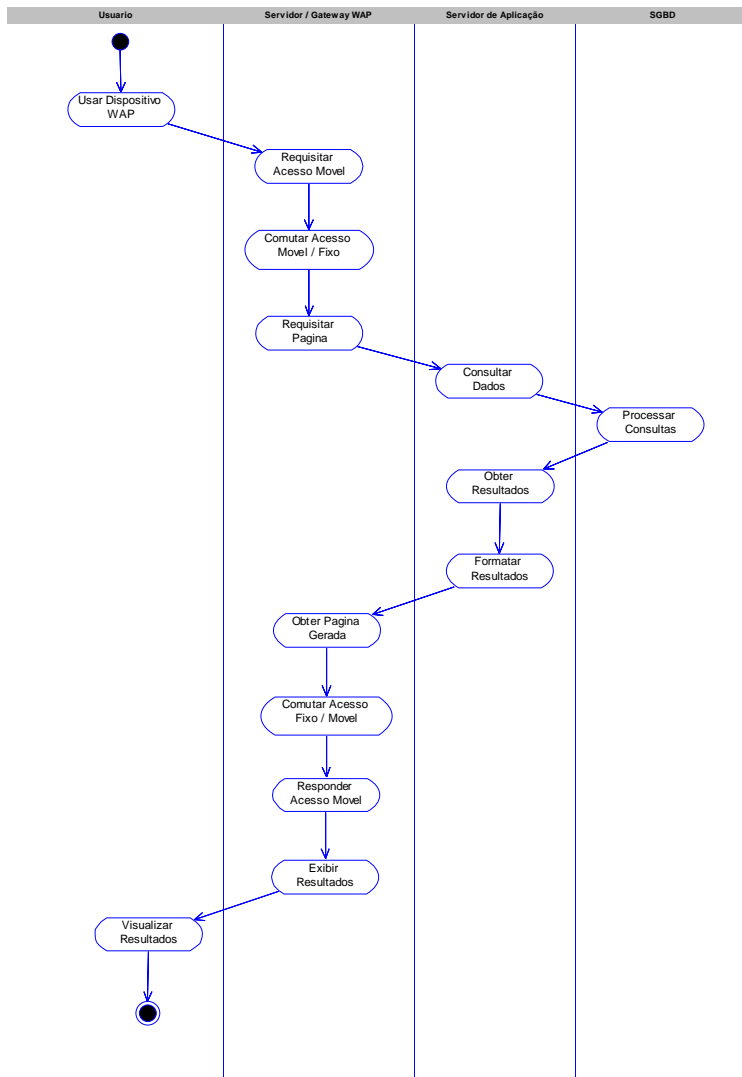 Usuario
Servidor / Gateway WAP
Servidor de Aplicação
SGBD
Usar Dispositivo
WAP
Requisitar
Acesso Movel
Comutar Acesso
Movel / Fixo
Requisitar
Pagina
Consultar
Dados
Processar
Consultas
Obter
Resultados
Formatar
Resultados
Obter Pagina
Gerada
Comutar Acesso
Fixo / Movel
Responder
Acesso Movel
Exibir
Resultados
Visualizar
Resultados